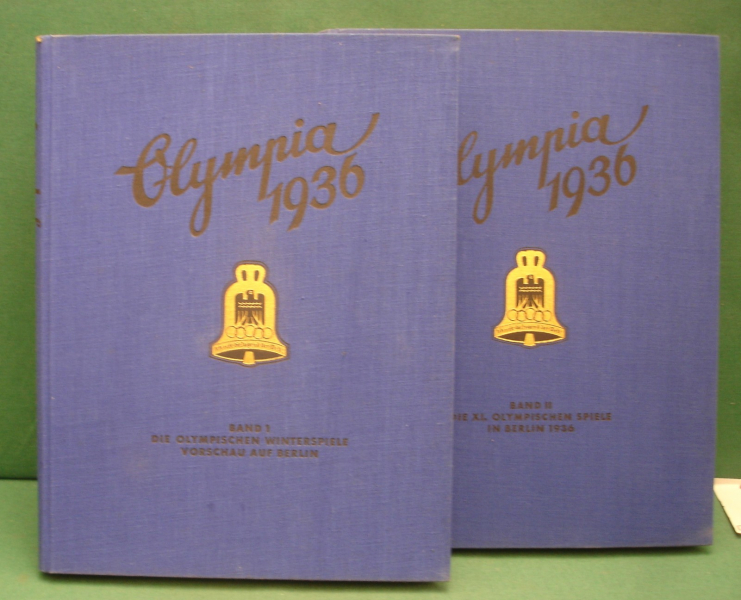 Olympia
1936
BAND I
DIE OLYMPISCHEN WINTERSPIELE
VORSCHAU AUF BERLIN
lympia
1936
BAND II
DIE XI. OLYMPISCHEN SPIELE
IN BERLIN 1936